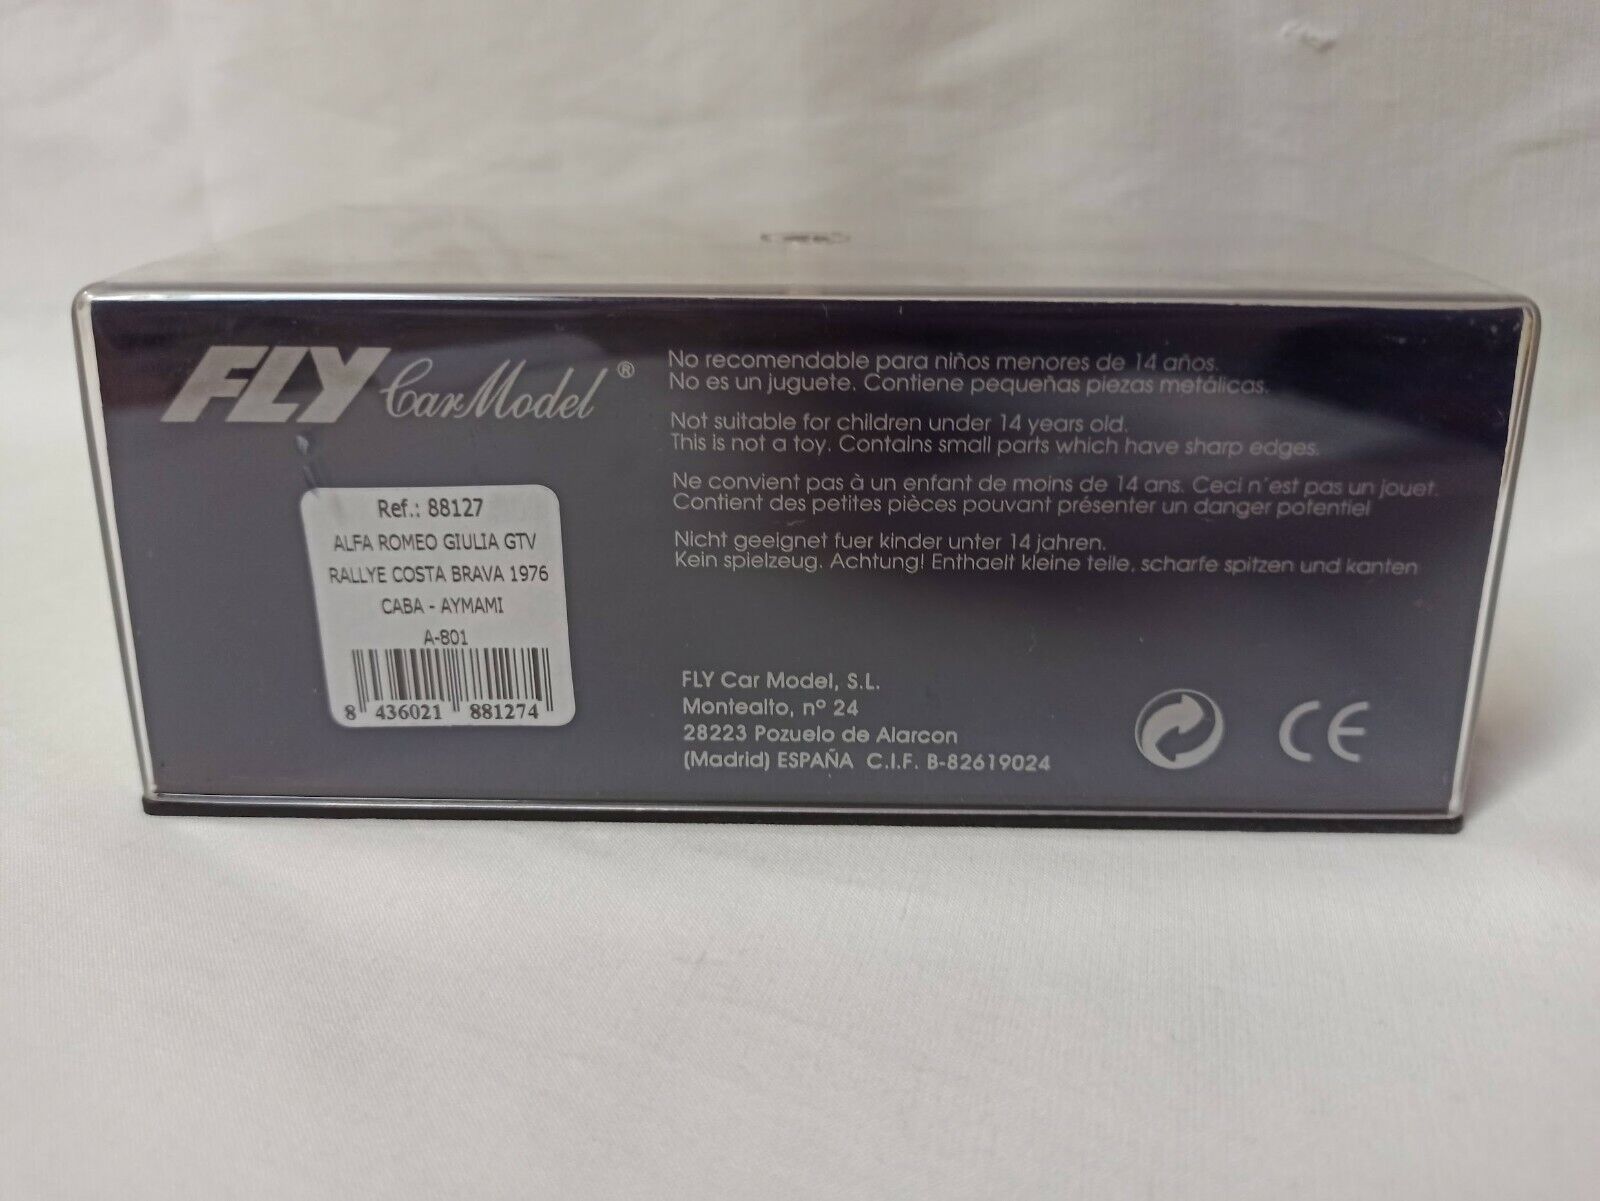 FLY Car Model ®
Ref.: 88127
ALFA ROMEO GIULIA GTV
RALLYE COSTA BRAVA 1976
CABA - AYMAMI
A-801
8 436021 881274
No recomendable para niños menores de 14 años.
No es un juguete. Contiene pequeñas piezas metálicas.
Not suitable for children under 14 years old.
This is not a toy. Contains small parts which have sharp edges.
Ne convient pas à un enfant de moins de 14 ans. Ceci n'est pas un jouet.
Contient des petites pièces pouvant présenter un danger potentiel
Nicht geeignet fuer kinder unter 14 jahren.
Kein spielzeug. Achtung! Enthaelt kleine teile, scharfe spitzen und kanten
FLY Car Model, S.L.
Montealto, nº 24
28223 Pozuelo de Alarcon
(Madrid) ESPAÑA C.I.F. B-82619024
CE